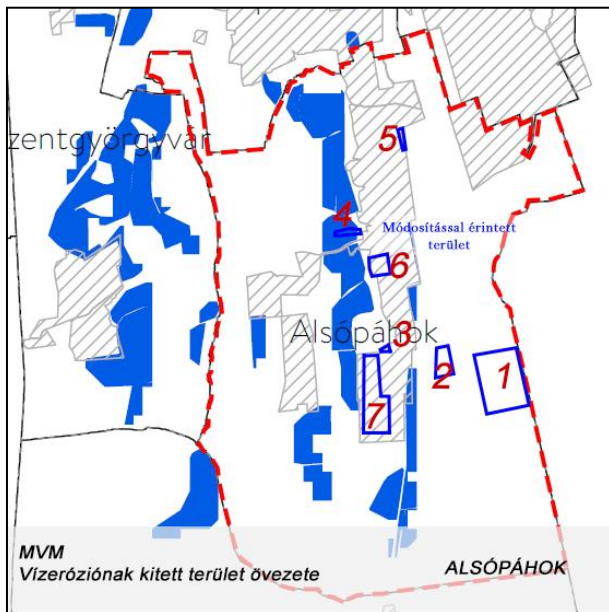 zentgyörgyvár
5
4
Módosítással érintett
terület
6
Alsópáhok
3
2
1
7
MVM
Vízeróziónak kitett terület övezete
ALSÓPÁHOK